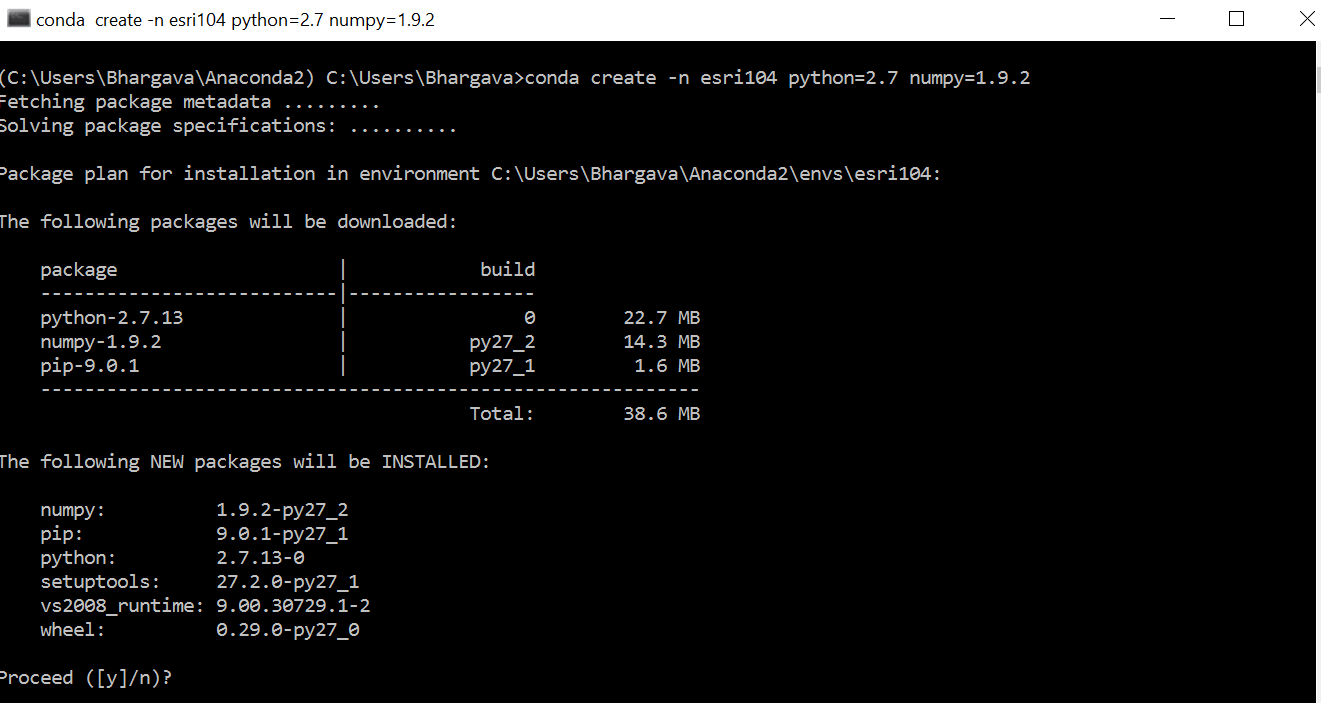 conda  create -n esri104 python=2.7 numpy=1.9.2
(C:\Users\Bhargava\Anaconda2) C:\Users\Bhargava>conda create -n esri104 python=2.7 numpy=1.9.2
Fetching package metadata .........
Solving package specifications: ..........
Package plan for installation in environment C:\Users\Bhargava\Anaconda2\envs\esri104:
The following packages will be downloaded:
    package                    |            build
    ---------------------------|-----------------
    python-2.7.13              |                0        22.7 MB
    numpy-1.9.2                |           py27_2        14.3 MB
    pip-9.0.1                  |           py27_1         1.6 MB
    ------------------------------------------------------------
                                           Total:        38.6 MB
The following NEW packages will be INSTALLED:
    numpy:          1.9.2-py27_2
    pip:            9.0.1-py27_1
    python:         2.7.13-0
    setuptools:     27.2.0-py27_1
    vs2008_runtime: 9.00.30729.1-2
    wheel:          0.29.0-py27_0
Proceed ([y]/n)?